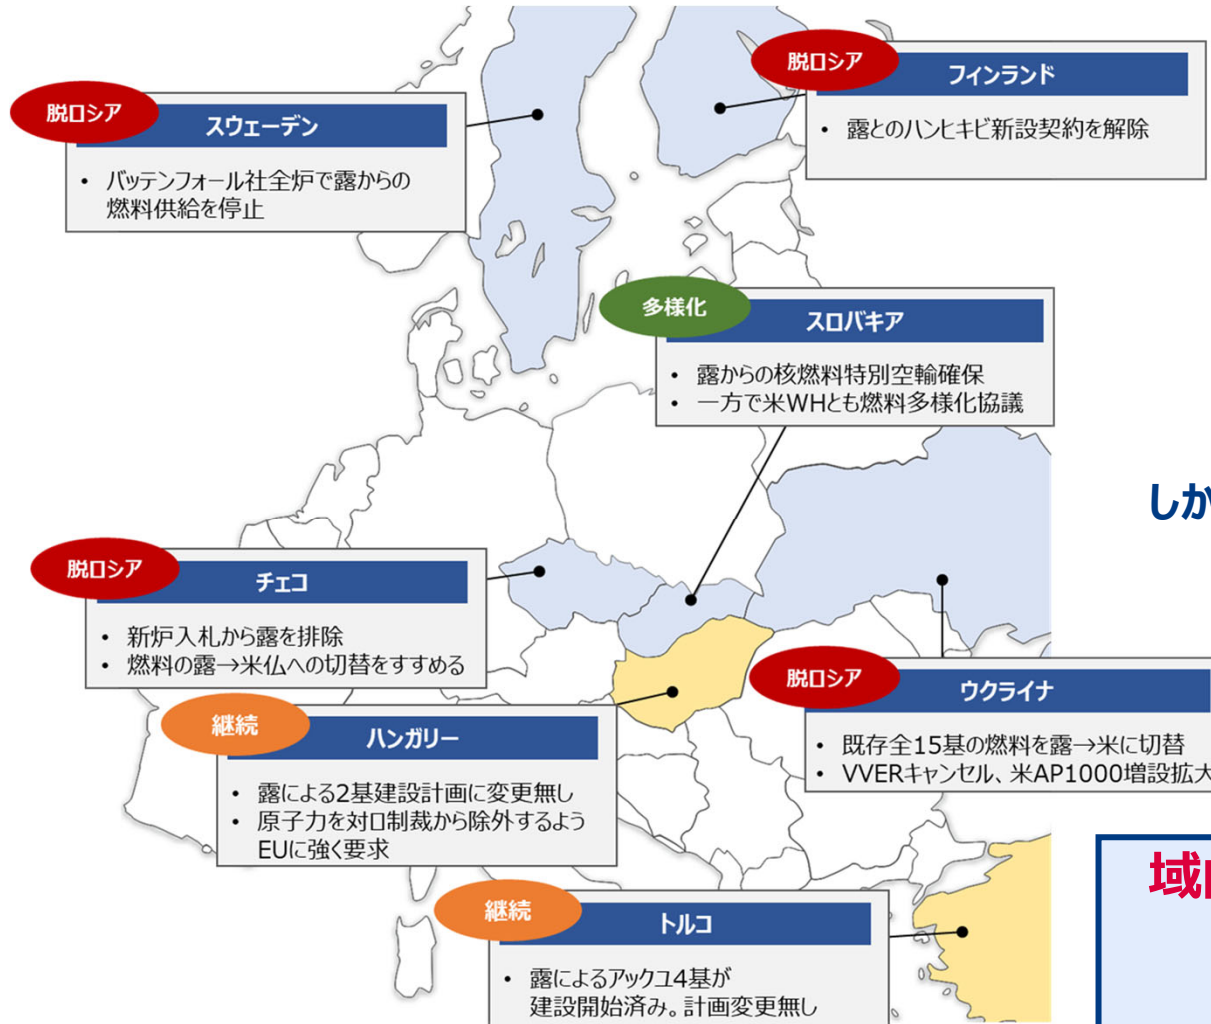 脱ロシア
フィンランド
• 露とのハンヒキビ新設契約を解除
脱ロシア
スウェーデン
• バッテンフォール社全炉で露からの
燃料供給を停止
多様化
スロバキア
• 露からの核燃料特別空輸確保
• 一方で米WHとも燃料多様化協議
しか
脱ロシア
チェコ
• 新炉入札から露を排除
• 燃料の露→米仏への切替をすすめる
脱ロシア
ウクライナ
• 既存全15基の燃料を露→米に切替
• VVERキャンセル、米AP1000増設拡大
継続
ハンガリー
• 露による2基建設計画に変更無し
• 原子力を対ロ制裁から除外するよう
EUに強く要求
域
継続
トルコ
• 露によるアックユ4基が
建設開始済み。計画変更無し